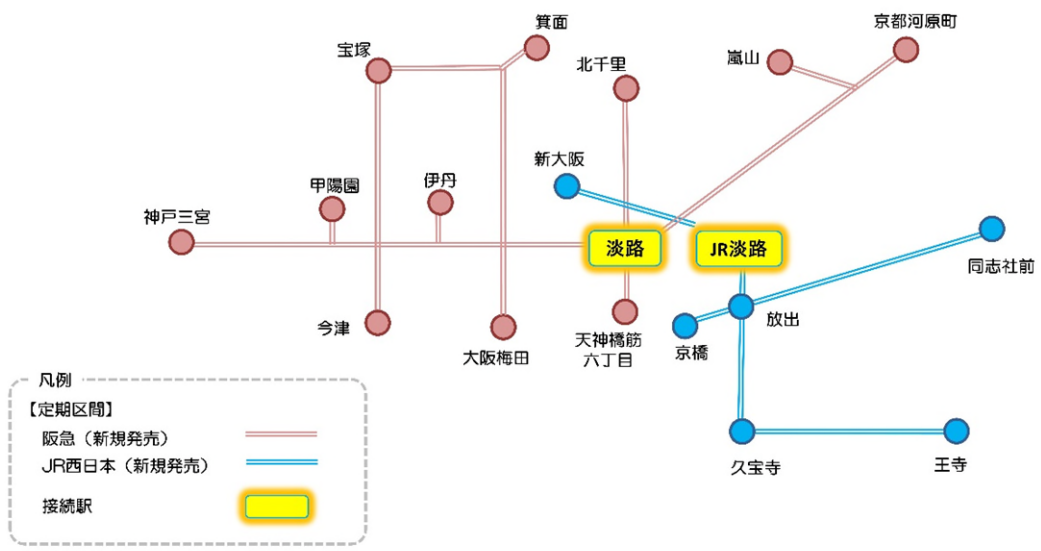 京都河原町
箕面
宝塚
嵐山
北千里
新大阪
甲陽園
伊丹
神戸三宮
淡路
JR淡路
同志社前
放出
今津
大阪梅田
天神橋筋
六丁目
京橋
久宝寺
王寺
凡例
【定期区間】
阪急（新規発売）
JR西日本（新規発売）
接続駅